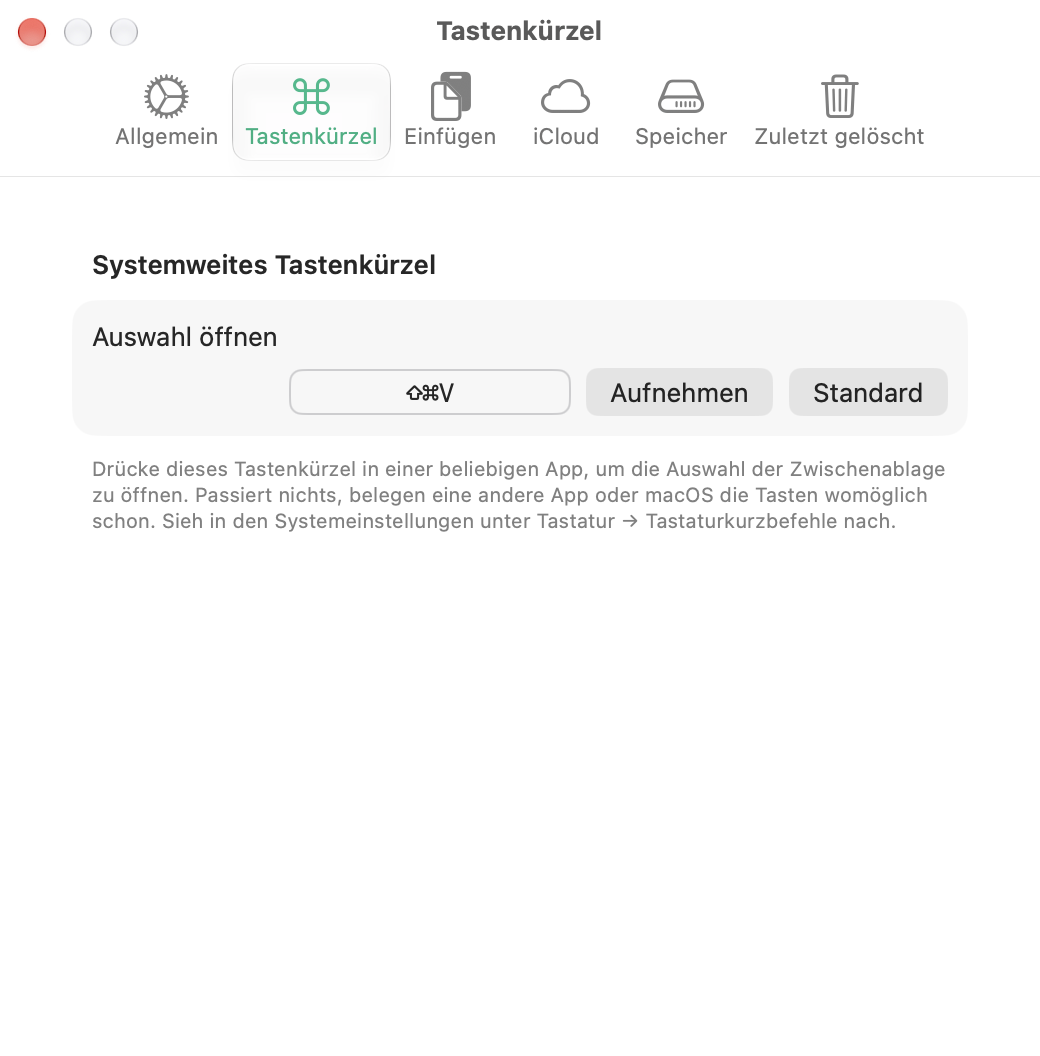 Tastenkürzel
Allgemein
Tastenkürzel
Einfügen
iCloud
Speicher
Zuletzt gelöscht
Systemweites Tastenkürzel
Auswahl öffnen
⇧⌘V
Aufnehmen
Standard
Drücke dieses Tastenkürzel in einer beliebigen App, um die Auswahl der Zwischenablage
zu öffnen. Passiert nichts, belegen eine andere App oder macOS die Tasten womöglich
schon. Sieh in den Systemeinstellungen unter Tastatur → Tastaturkurzbefehle nach.